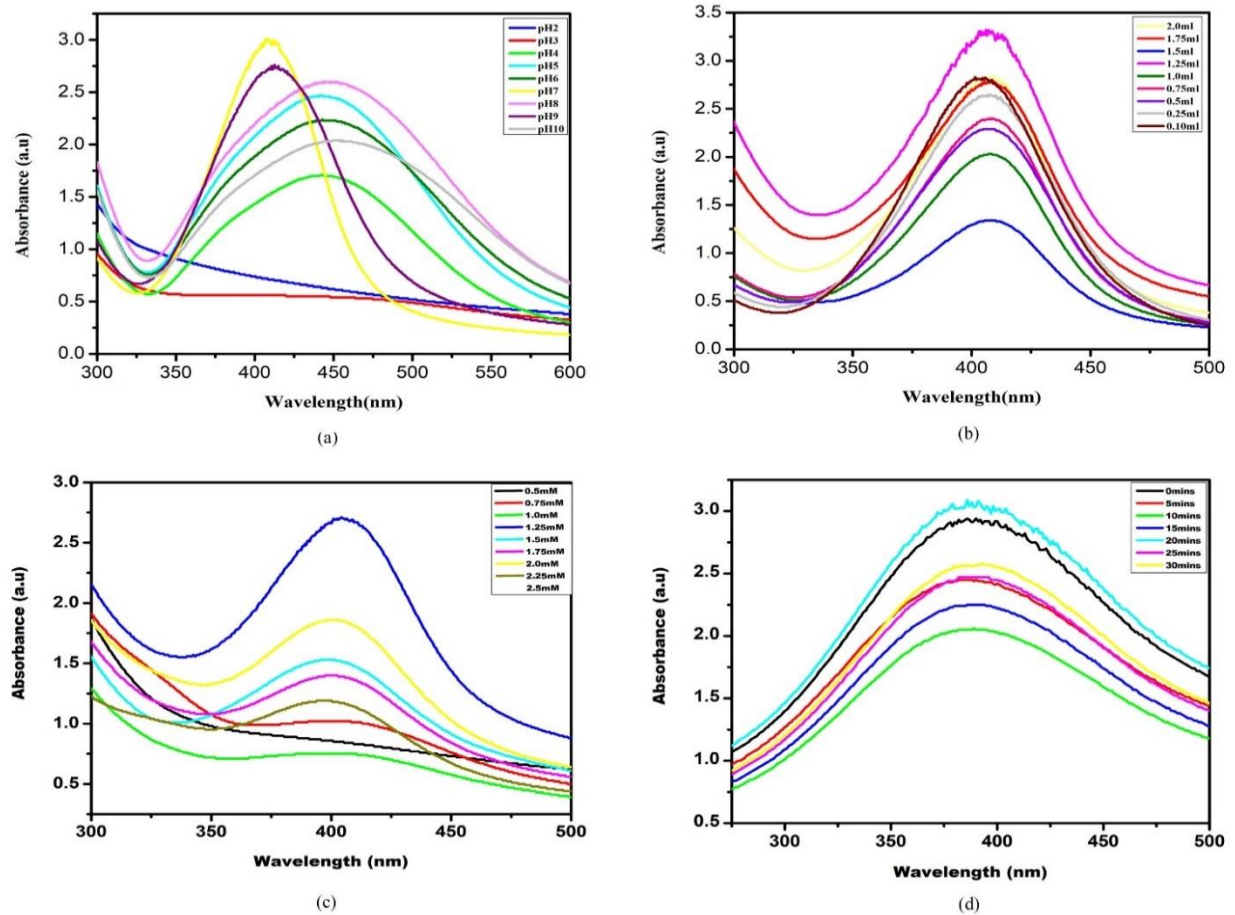 3.0
2.5
2.0
1.5
1.0
0.5
0.0
Absorbance (a.u)
pH2
pH3
pH4
pH5
pH6
pH7
pH8
pH9
pH10
300 350 400 450 500 550 600
Wavelength(nm)
(a)
3.5
3.0
2.5
2.0
1.5
1.0
0.5
0.0
Absorbance (a.u)
2.0ml
1.75ml
1.5ml
1.25ml
1.0ml
0.75ml
0.5ml
0.25ml
0.10ml
300 350 400 450 500
Wavelength(nm)
(b)
3.0
2.5
2.0
1.5
1.0
0.5
Absorbance (a.u)
0.5mM
0.75mM
1.0mM
1.25mM
1.5mM
1.75mM
2.0mM
2.25mM
2.5mM
300 350 400 450 500
Wavelength (nm)
(c)
3.0
2.5
2.0
1.5
1.0
0.5
Absorbance (a.u)
0mins
5mins
10mins
15mins
20mins
25mins
30mins
300 350 400 450 500
Wavelength (nm)
(d)